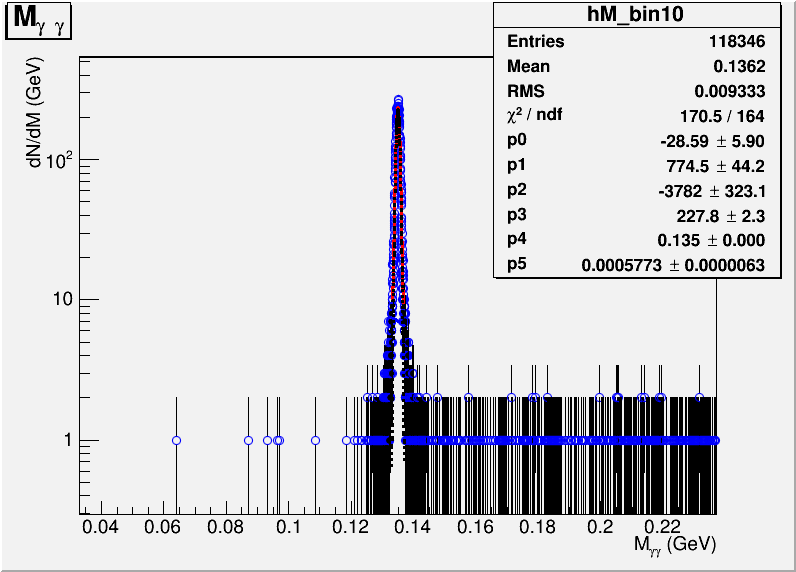 Mγ γ
hM_bin10
Entries 118346
Mean 0.1362
RMS 0.009333
χ² / ndf 170.5 / 164
p0 -28.59 ± 5.90
p1 774.5 ± 44.2
p2 -3782 ± 323.1
p3 227.8 ± 2.3
p4 0.135 ± 0.000
p5 0.0005773 ± 0.0000063
dN/dM (GeV)
10²
10
1
0.04 0.06 0.08 0.1 0.12 0.14 0.16 0.18 0.2 0.22
Mγγ (GeV)